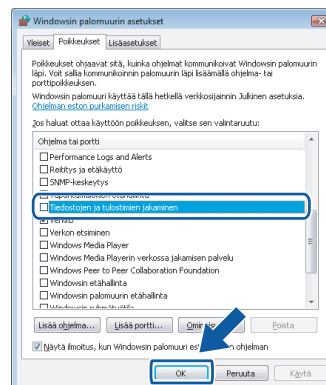 Windowsin palomuurin asetukset
Yleiset Poikkeukset Lisäasetukset
Poikkeukset ohjaavat sitä, kuinka ohjelmat kommunikoivat Windowsin palomuurin
läpi. Voit sallia kommunikoinnin palomuurin läpi lisäämällä ohjelma- tai
porttipoikkeuksen.
Windowsin palomuuri käyttää tällä hetkellä verkkosijainnin Julkinen asetuksia.
Ohjelman eston purkamisen riskit
Jos haluat ottaa käyttöön poikkeuksen, valitse sen valintaruutu:
Ohjelma tai portti
Performance Logs and Alerts
Reititys ja etäkäyttö
SNMP-keskeytys
Tiedostojen ja tulostimien jakaminen
Verkon etsiminen
Windows Media Player
Windows Media Playerin verkossa jakamisen palvelu
Windows Peer to Peer Collaboration Foundation
Windowsin etähallinta
Windowsin palomuurin etähallinta
Lisää ohjelma... Lisää portti... Poista
Näytä ilmoitus, kun Windowsin palomuuri ohjelman
OK Peruuta Käytä